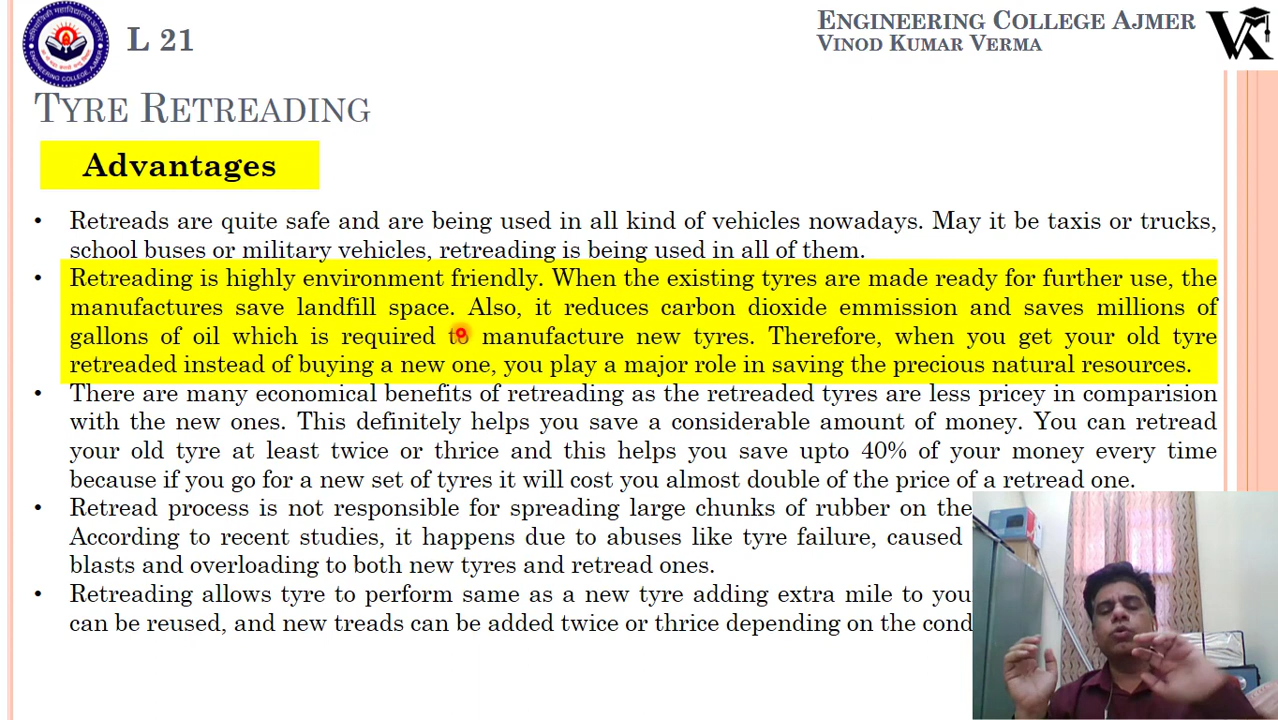 L 21
ENGINEERING COLLEGE AJMER
VINOD KUMAR VERMA
TYRE RETREADING
Advantages
• Retreads are quite safe and are being used in all kind of vehicles nowadays. May it be taxis or trucks,
school buses or military vehicles, retreading is being used in all of them.
• Retreading is highly environment friendly. When the existing tyres are made ready for further use, the
manufactures save landfill space. Also, it reduces carbon dioxide emmission and saves millions of
gallons of oil which is required to manufacture new tyres. Therefore, when you get your old tyre
retreaded instead of buying a new one, you play a major role in saving the precious natural resources.
• There are many economical benefits of retreading as the retreaded tyres are less pricey in comparision
with the new ones. This definitely helps you save a considerable amount of money. You can retread
your old tyre at least twice or thrice and this helps you save upto 40% of your money every time
because if you go for a new set of tyres it will cost you almost double of the price of a retread one.
• Retread process is not responsible for spreading large chunks of rubber on the
According to recent studies, it happens due to abuses like tyre failure, caused
blasts and overloading to both new tyres and retread ones.
• Retreading allows tyre to perform same as a new tyre adding extra mile to you
can be reused, and new treads can be added twice or thrice depending on the cond